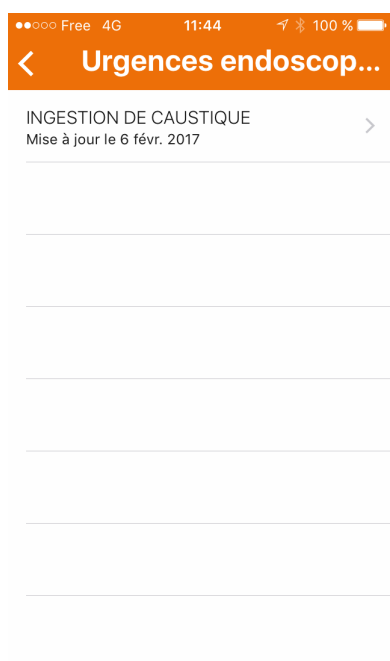 Free 4G 11:44 100 %
Urgences endoscop...
INGESTION DE CAUSTIQUE
Mise à jour le 6 févr. 2017